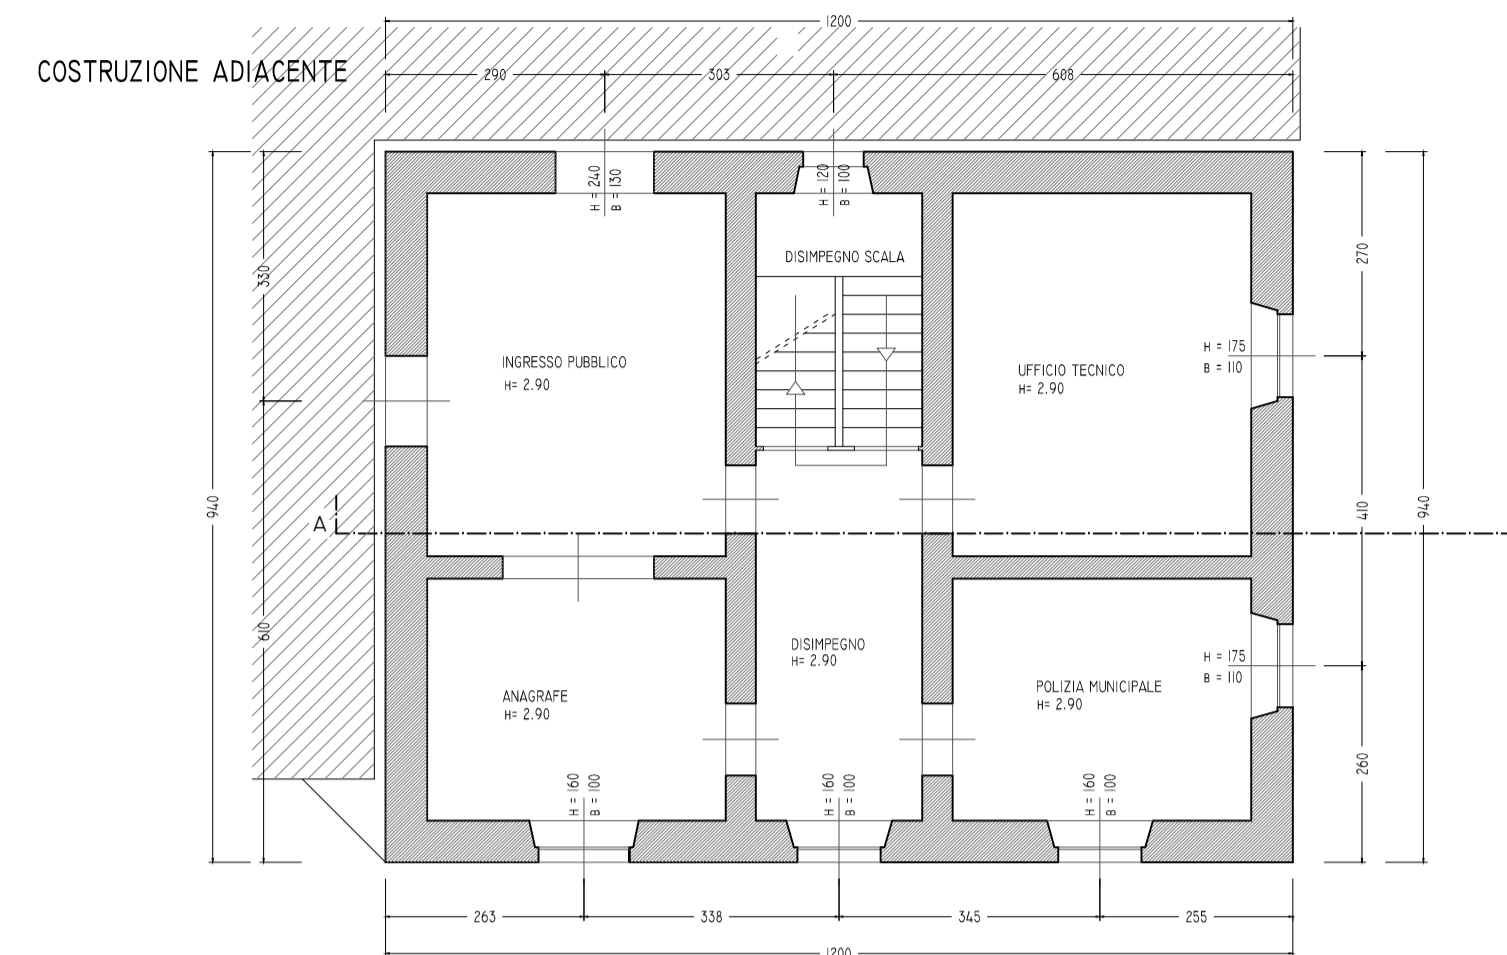 1200
COSTRUZIONE ADIACENTE
290
303
608
H = 240
B = 130
H = 120
B = 100
DISIMPEGNO SCALA
330
270
INGRESSO PUBBLICO
H= 2.90
UFFICIO TECNICO
H= 2.90
H = 175
B = 110
940
A
410
940
610
DISIMPEGNO
H= 2.90
H = 175
B = 110
ANAGRAFE
H= 2.90
POLIZIA MUNICIPALE
H= 2.90
260
H = 160
B = 100
H = 160
B = 100
H = 160
B = 100
263
338
345
255
1200